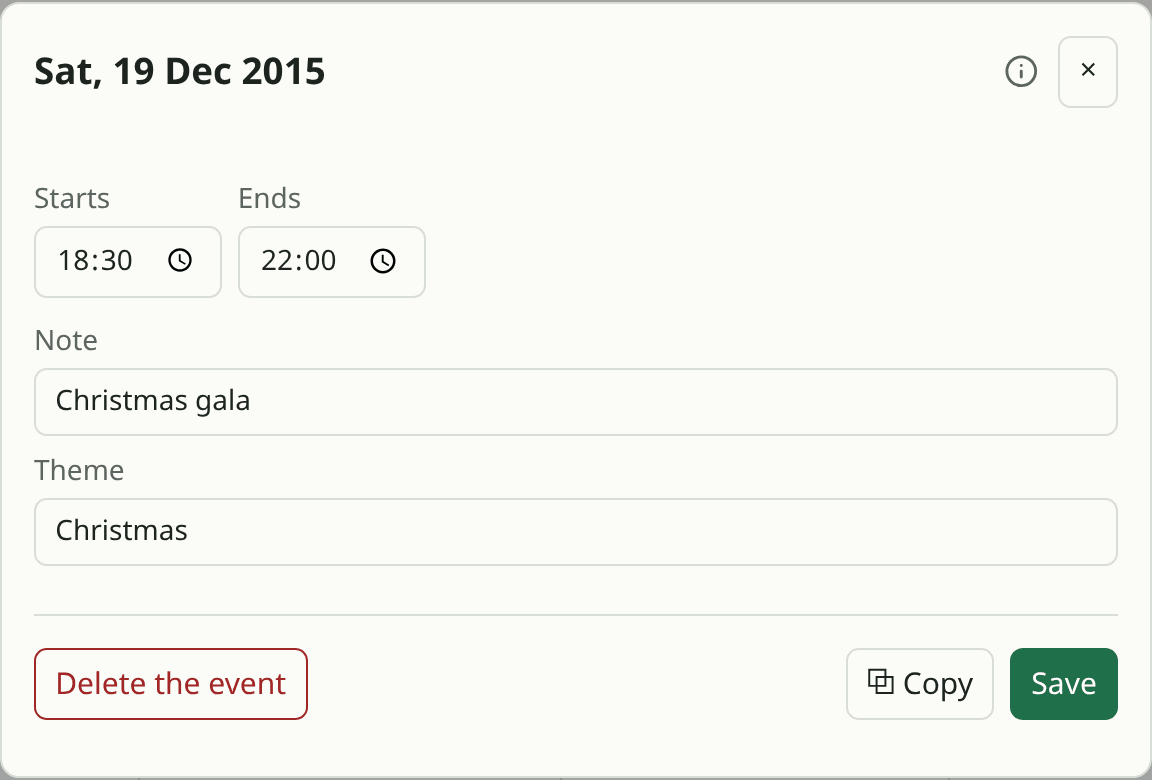 Sat, 19 Dec 2015
×
Starts Ends
18:30 22:00
Note
Christmas gala
Theme
Christmas
Delete the event Copy Save